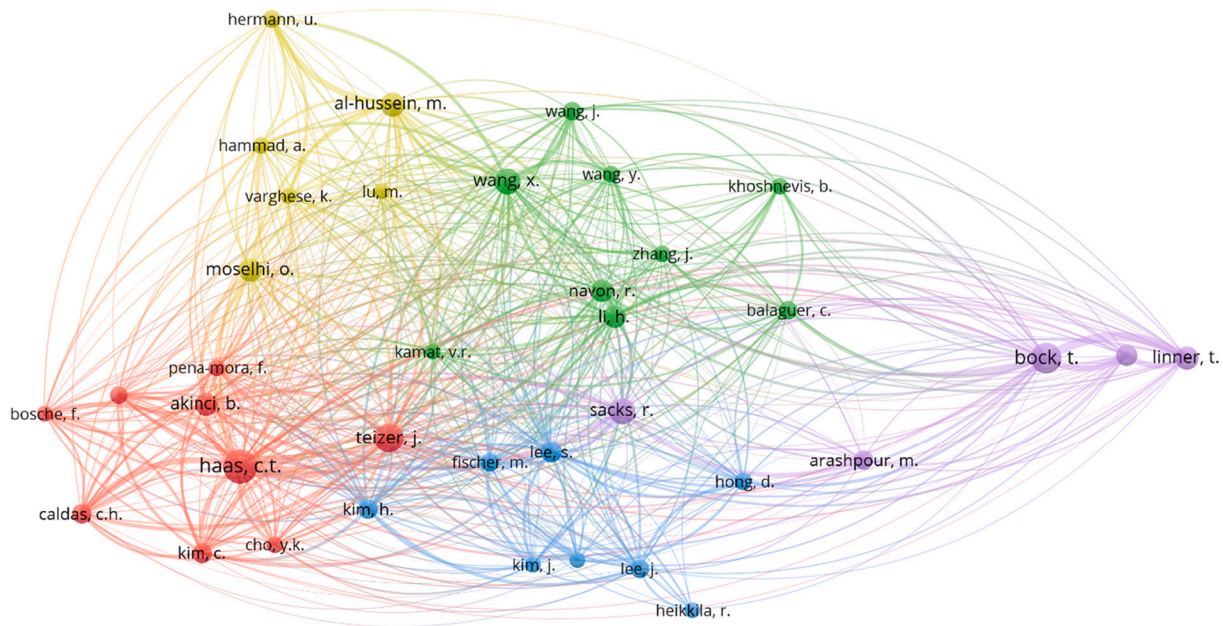 hermann, u.
al-hussein, m.
wang, j.
hammad, a.
wang, x.
wang, y.
khoshnevis, b.
varghese, k.
lu, m.
zhang, j.
moselhi, o.
navon, r.
li, h.
balaguer, c.
kamat, v.r.
bock, t.
linner, t.
pena-mora, f.
akinci, b.
bosche, f.
sacks, r.
teizer, j.
lee, s.
haas, c.t.
fischer, m.
arashpour, m.
hong, d.
caldas, c.h.
kim, h.
kim, c.
cho, y.k.
kim, j.
lee, j.
heikkila, r.